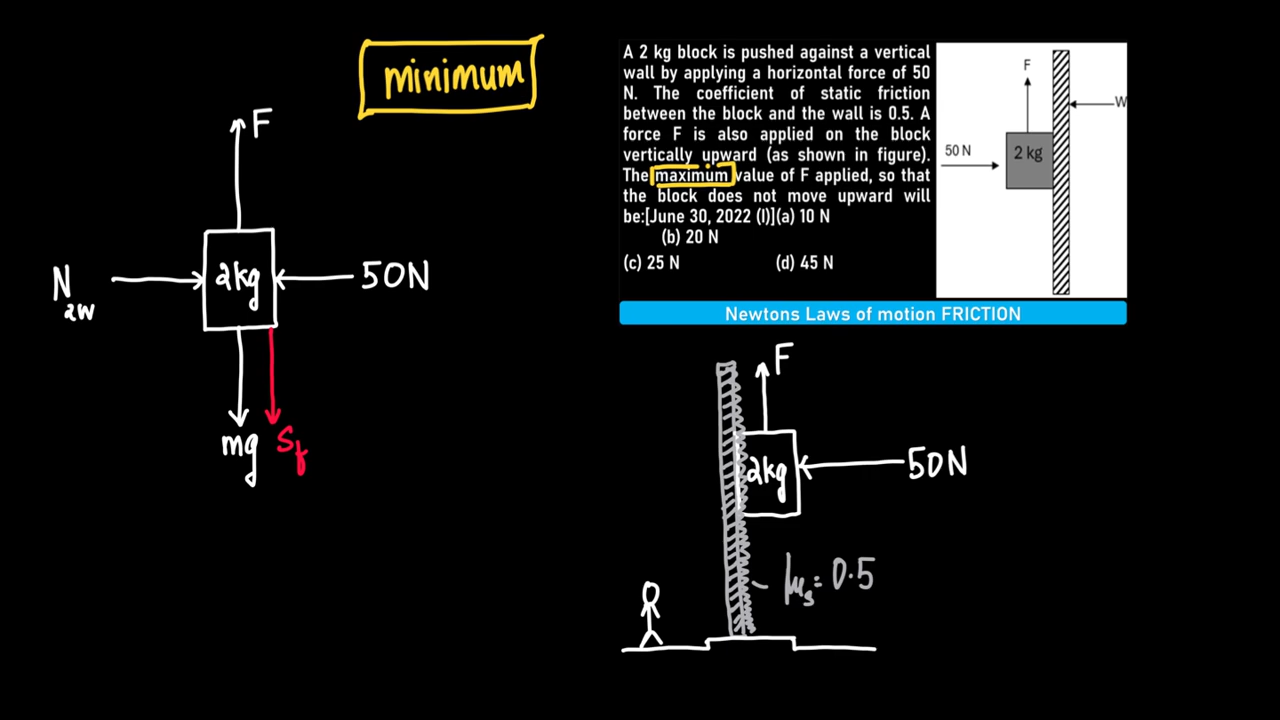 minimum
F
N 2W
2kg
50N
mg
Sf
A 2 kg block is pushed against a vertical
wall by applying a horizontal force of 50
N. The coefficient of static friction
between the block and the wall is 0.5. A
force F is also applied on the block
vertically upward (as shown in figure).
The maximum value of F applied, so that
the block does not move upward will
be:[June 30, 2022 (I)](a) 10 N
(b) 20 N
(c) 25 N (d) 45 N
F
W
50 N
2 kg
Newtons Laws of motion FRICTION
F
2kg
50N
μs = 0.5